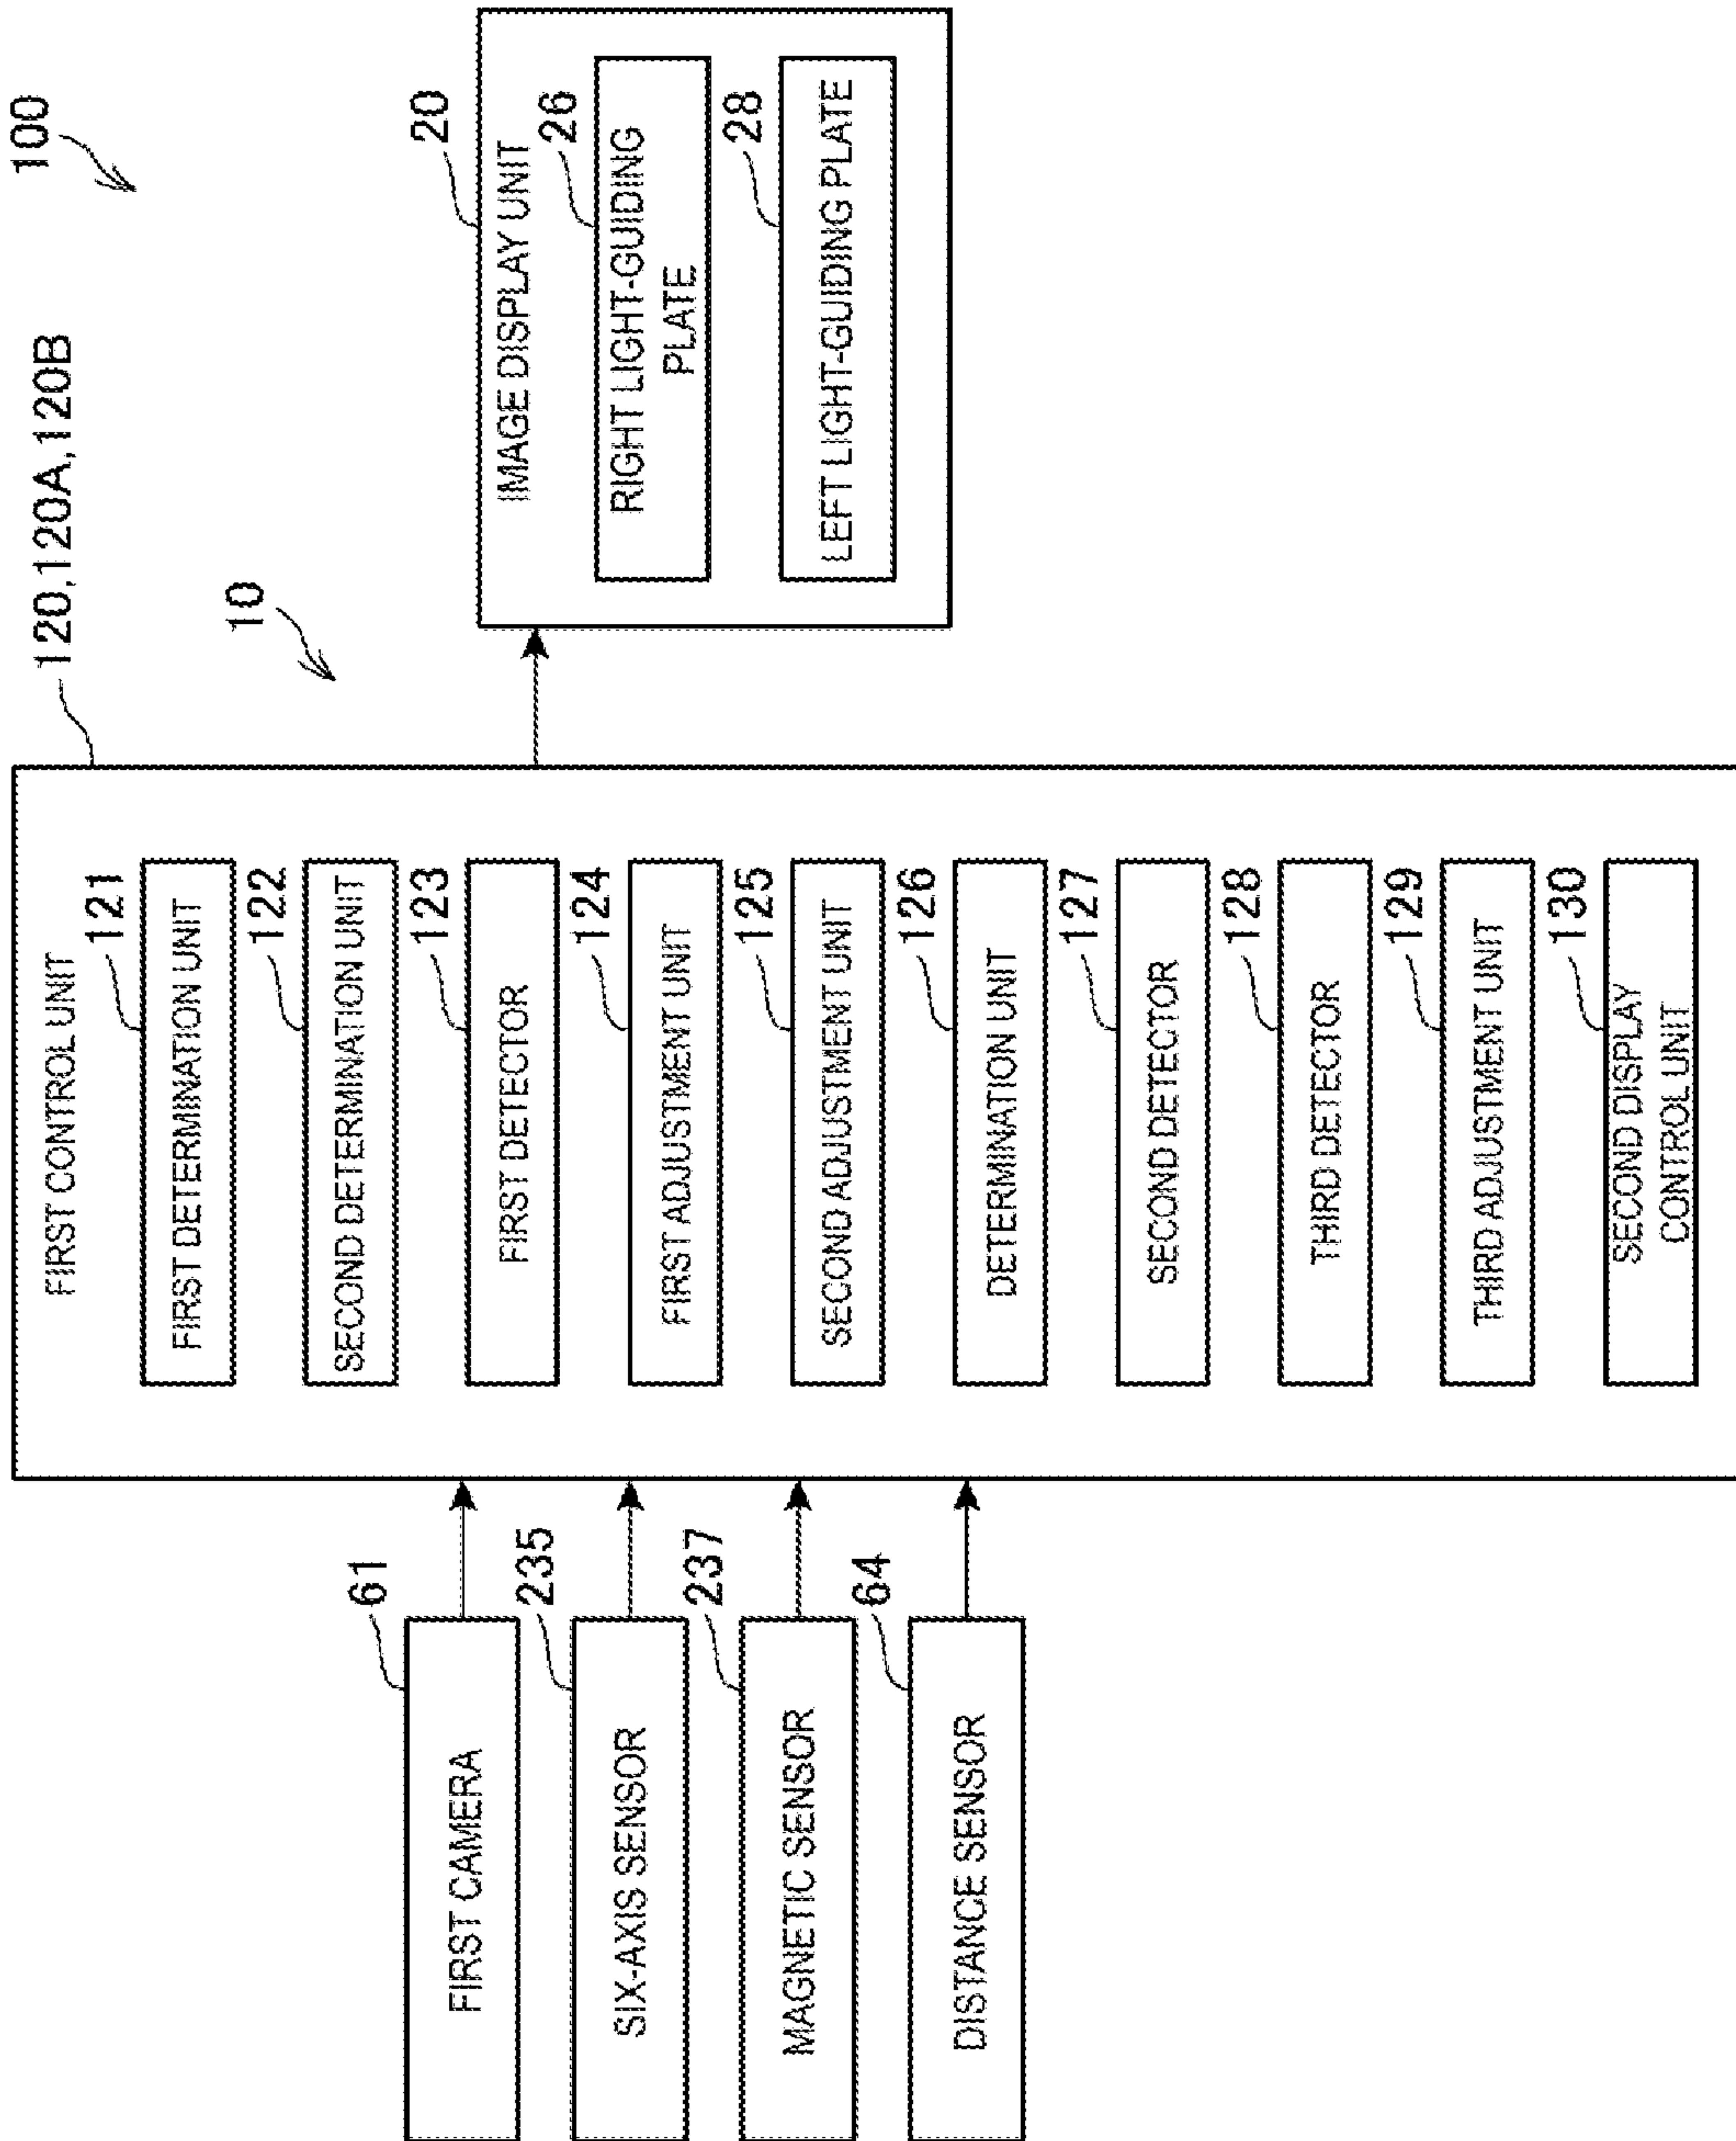 100
120,120A,120B
10
FIRST CONTROL UNIT
61
FIRST CAMERA
235
SIX-AXIS SENSOR
237
MAGNETIC SENSOR
64
DISTANCE SENSOR
121
FIRST DETERMINATION UNIT
122
SECOND DETERMINATION UNIT
123
FIRST DETECTOR
124
FIRST ADJUSTMENT UNIT
125
SECOND ADJUSTMENT UNIT
126
DETERMINATION UNIT
127
SECOND DETECTOR
128
THIRD DETECTOR
129
THIRD ADJUSTMENT UNIT
130
SECOND DISPLAY
CONTROL UNIT
20
IMAGE DISPLAY UNIT
26
RIGHT LIGHT-GUIDING
PLATE
28
LEFT LIGHT-GUIDING PLATE